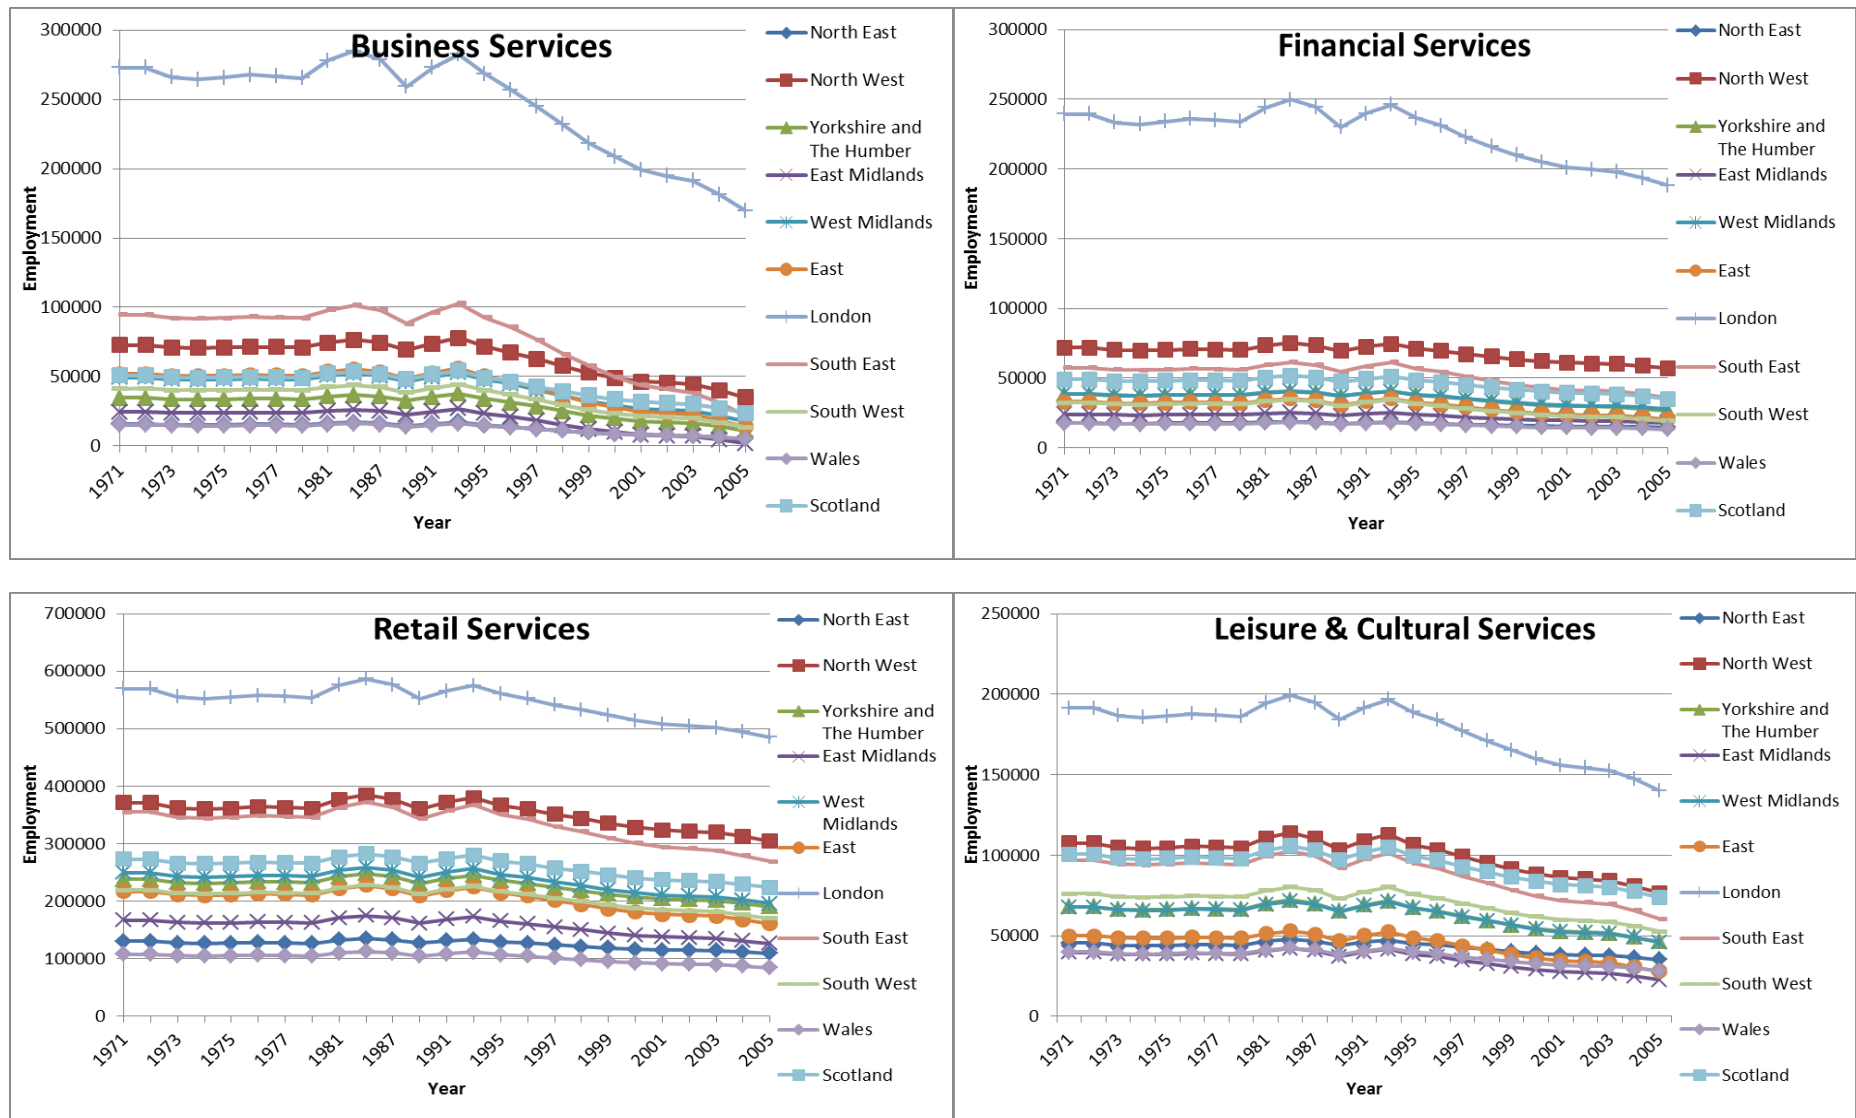 Business Services
300000
250000
200000
150000
100000
50000
0
Employment
1971
1973
1975
1977
1981
1987
1991
1995
1997
1999
2001
2003
2005
Year
North East
North West
Yorkshire and
The Humber
East Midlands
West Midlands
East
London
South East
South West
Wales
Scotland
Financial Services
300000
250000
200000
150000
100000
50000
0
Employment
1971
1973
1975
1977
1981
1987
1991
1995
1997
1999
2001
2003
2005
Year
North East
North West
Yorkshire and
The Humber
East Midlands
West Midlands
East
London
South East
South West
Wales
Scotland
Retail Services
700000
600000
500000
400000
300000
200000
100000
0
Employment
1971
1973
1975
1977
1981
1987
1991
1995
1997
1999
2001
2003
2005
Year
North East
North West
Yorkshire and
The Humber
East Midlands
West
Midlands
East
London
South East
South West
Wales
Scotland
Leisure & Cultural Services
250000
200000
150000
100000
50000
0
Employment
1971
1973
1975
1977
1981
1987
1991
1995
1997
1999
2001
2003
2005
Year
North East
North West
Yorkshire and
The Humber
East Midlands
West Midlands
East
London
South East
South West
Wales
Scotland